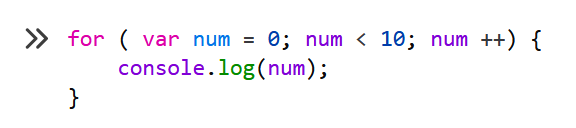 >> for ( var num = 0; num < 10; num ++) {
console.log(num);
}